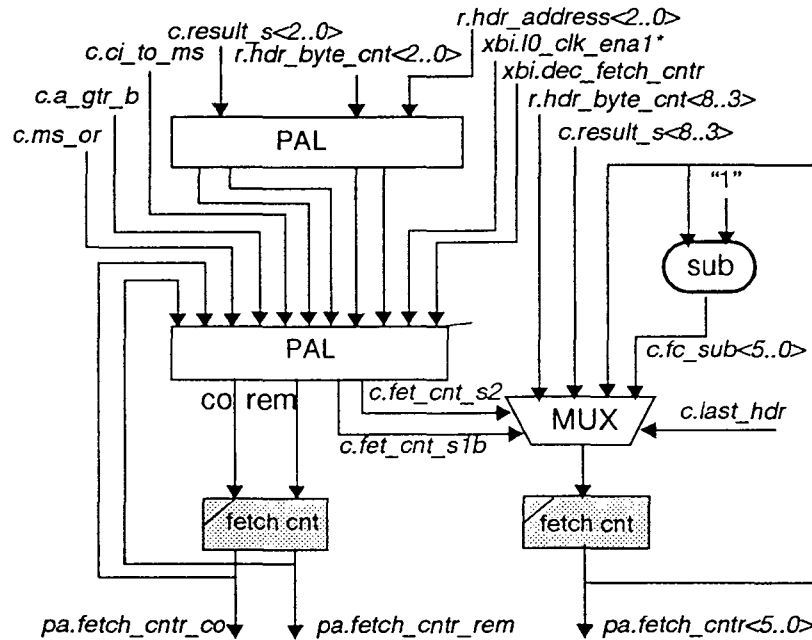 c.result_s<2..0>
r.hdr_address<2..0>
c.ci_to_ms
r.hdr_byte_cnt<2..0>
xbi.l0_clk_ena1*
xbi.dec_fetch_cntr
c.a_gtr_b
r.hdr_byte_cnt<8..3>
c.ms_or
c.result_s<8..3>
PAL
"1"
sub
PAL
c.fc_sub<5..0>
co rem
c.fet_cnt_s2
MUX
c.last_hdr
c.fet_cnt_s1b
fetch cnt
fetch cnt
pa.fetch_cntr_co
pa.fetch_cntr_rem
pa.fetch_cntr<5..0>